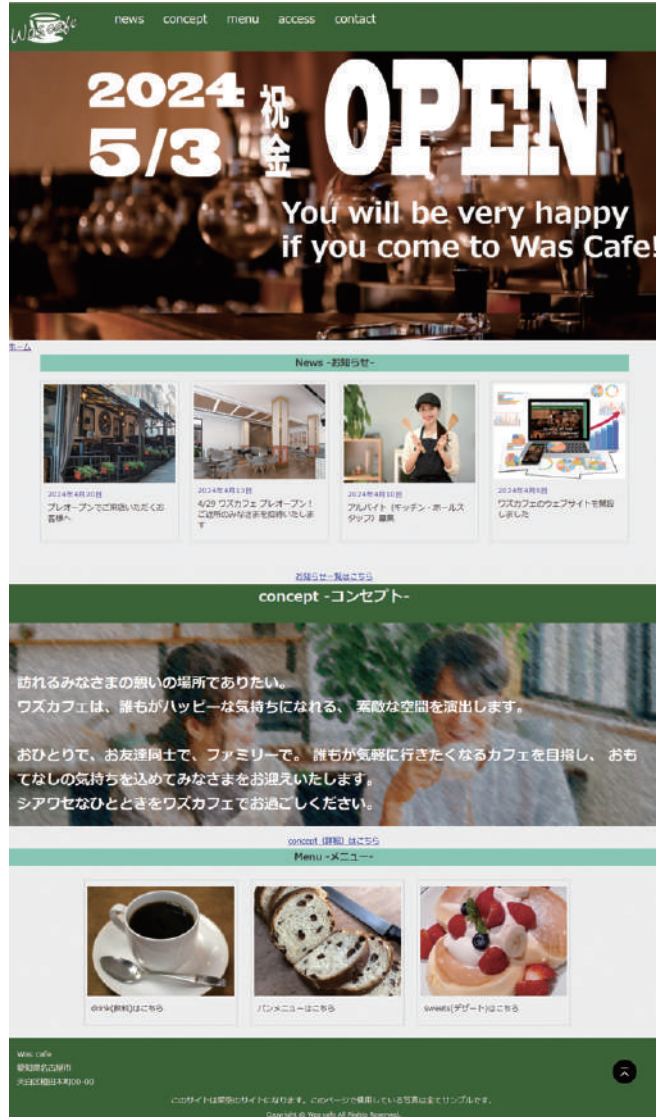 Was cafe
news concept menu access contact
2024
5/3
祝
金
OPEN
You will be very happy
if you come to Was Cafe!
ホーム
News -お知らせ-
2024年4月20日
プレオープンでご来店いただくお
客様へ
2024年4月13日
4/29 ワズカフェ プレオープン！
ご近所のみなさまを招待いたしま
す
2024年4月10日
アルバイト（キッチン・ホールス
タッフ）募集
ワズカフェのウェブサイトを開設
しました
お知らせ一覧はこちら
concept -コンセプト-
訪れるみなさまの憩いの場所でありたい。
ワズカフェは、誰もがハッピーな気持ちになれる、 素敵な空間を演出します。
おひとりで、お友達同士で、ファミリーで。 誰もが気軽に行きたくなるカフェを目指し、 おも
てなしの気持ちを込めてみなさまをお迎えいたします。
シアワセなひとときをワズカフェでお過ごしください。
concept（詳細）はこちら
Menu -メニュー-
drink(飲料)はこちら
パンメニューはこちら
sweets(デザート)はこちら
Was cafe
愛知県名古屋市
天白区植田本町00-00
このサイトは架空のサイトになります。このページで使用している写真は全てサンプルです。
Copyright © Was cafe All Rights Reserved.